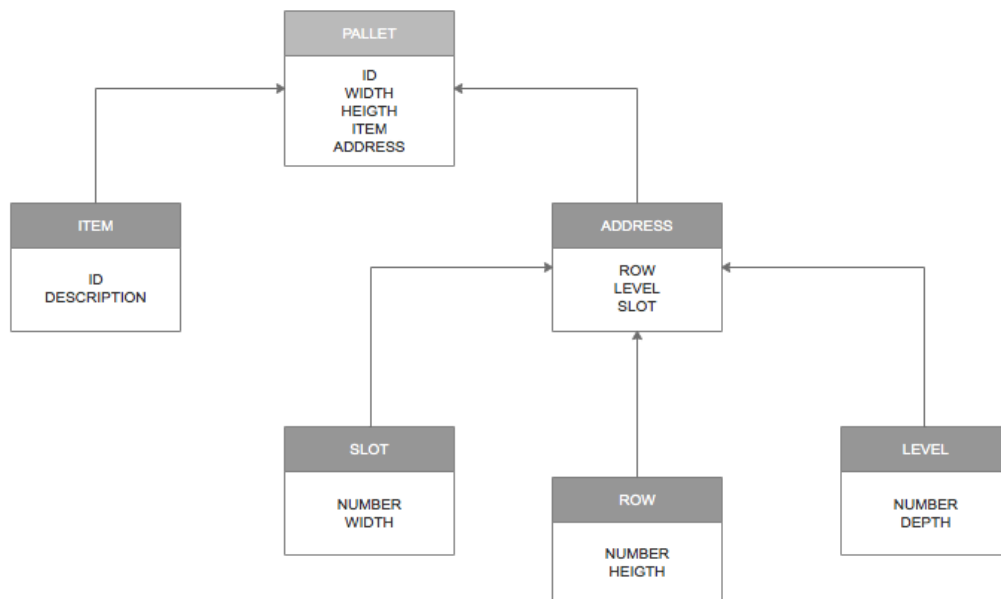 PALLET
ID
WIDTH
HEIGTH
ITEM
ADDRESS
ITEM
ID
DESCRIPTION
ADDRESS
ROW
LEVEL
SLOT
SLOT
NUMBER
WIDTH
ROW
NUMBER
HEIGTH
LEVEL
NUMBER
DEPTH